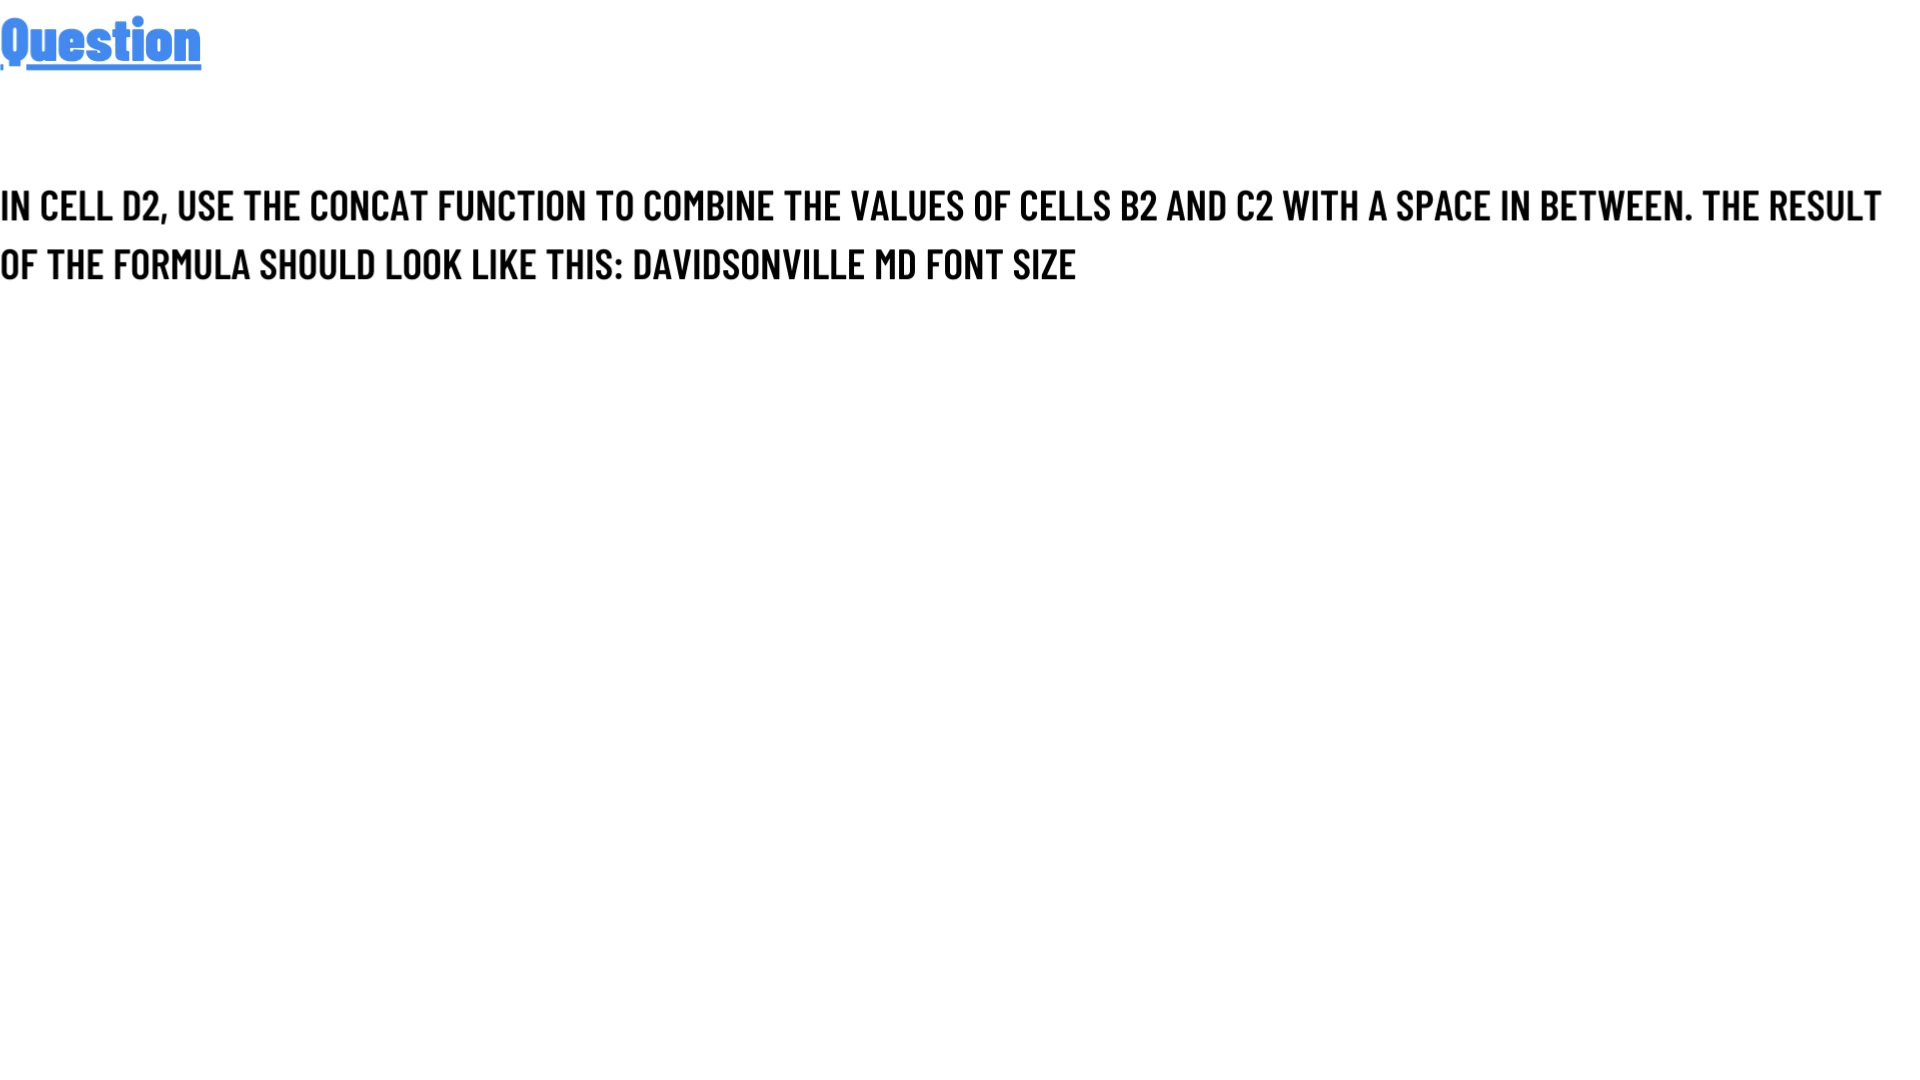 Question
IN CELL D2, USE THE CONCAT FUNCTION TO COMBINE THE VALUES OF CELLS B2 AND C2 WITH A SPACE IN BETWEEN. THE RESULT
OF THE FORMULA SHOULD LOOK LIKE THIS: DAVIDSONVILLE MD FONT SIZE